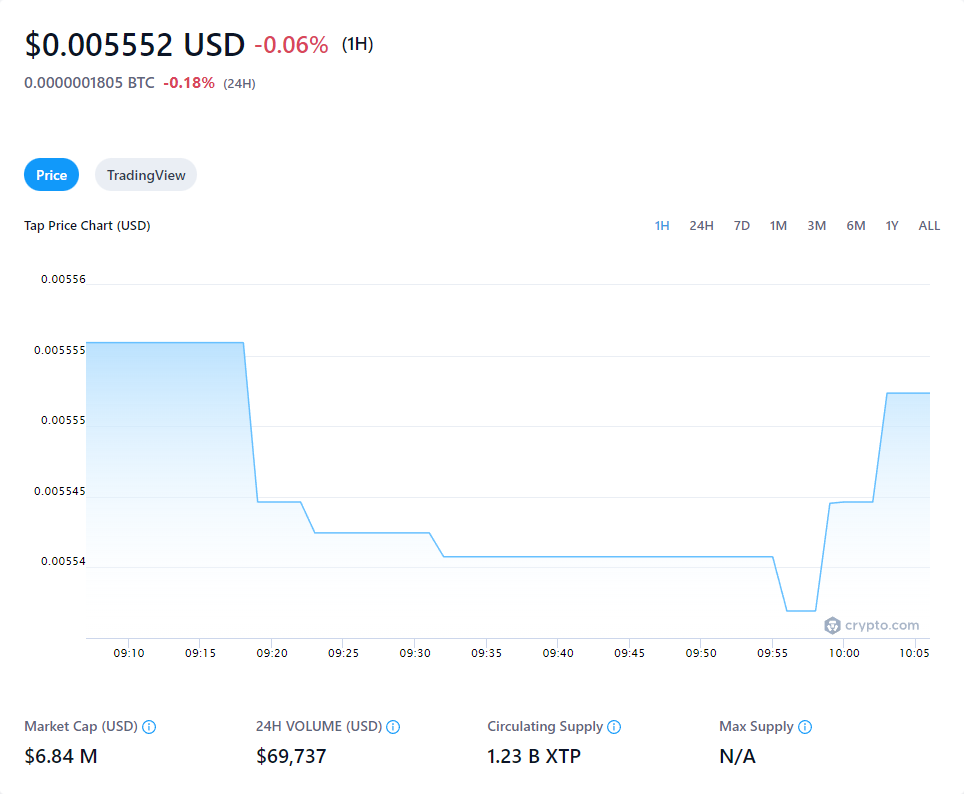 $0.005552 USD -0.06% (1H)
0.0000001805 BTC -0.18% (24H)
Price TradingView
Tap Price Chart (USD) 1H 24H 7D 1M 3M 6M 1Y ALL
0.00556
0.005555
0.00555
0.005545
0.00554
crypto.com
09:10 09:15 09:20 09:25 09:30 09:35 09:40 09:45 09:50 09:55 10:00 10:05
Market Cap (USD) 24H VOLUME (USD) Circulating Supply Max Supply
$6.84 M $69,737 1.23 B XTP N/A